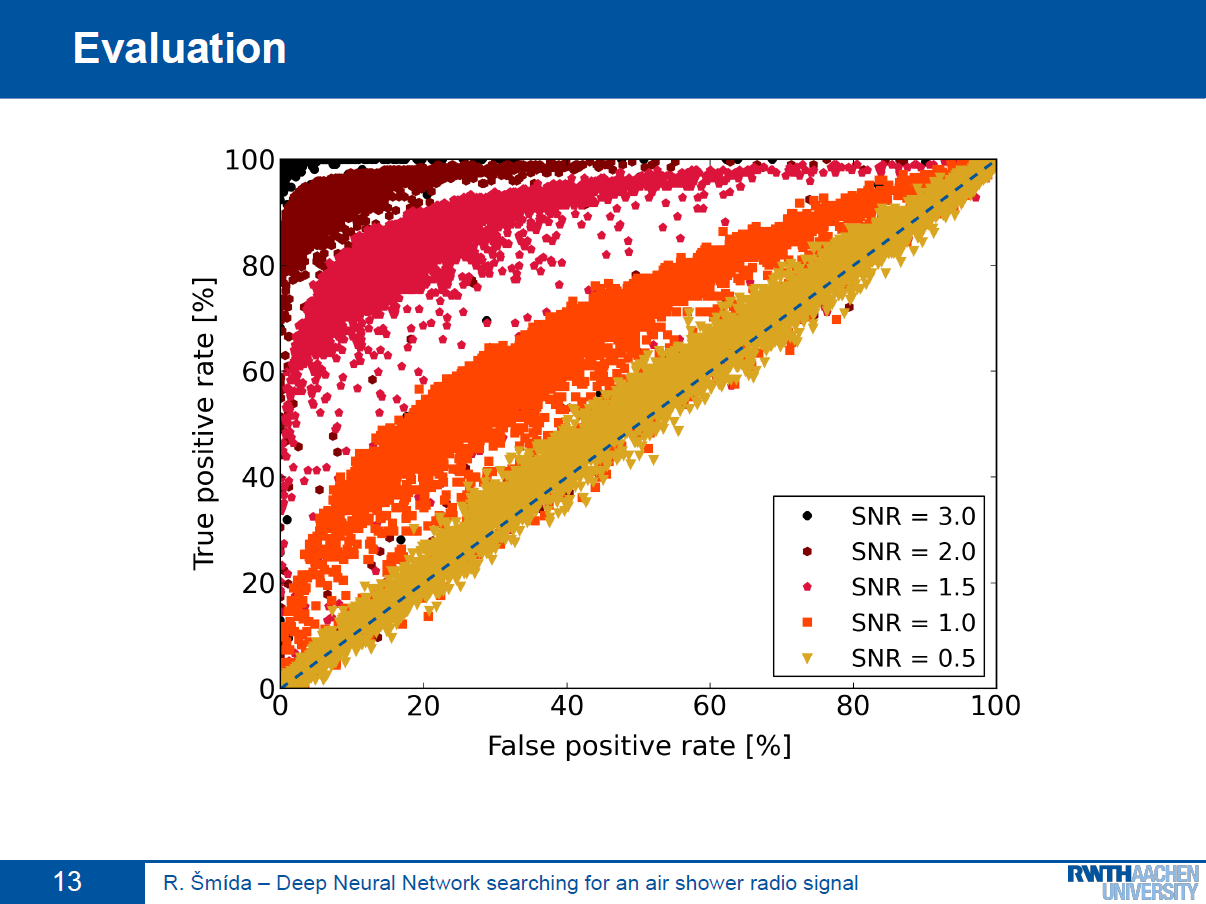 Evaluation
100
80
60
40
20
0
True positive rate [%]
0 20 40 60 80 100
False positive rate [%]
SNR = 3.0
SNR = 2.0
SNR = 1.5
SNR = 1.0
SNR = 0.5
13
R. Šmída – Deep Neural Network searching for an air shower radio signal
RWTHAACHEN
UNIVERSITY